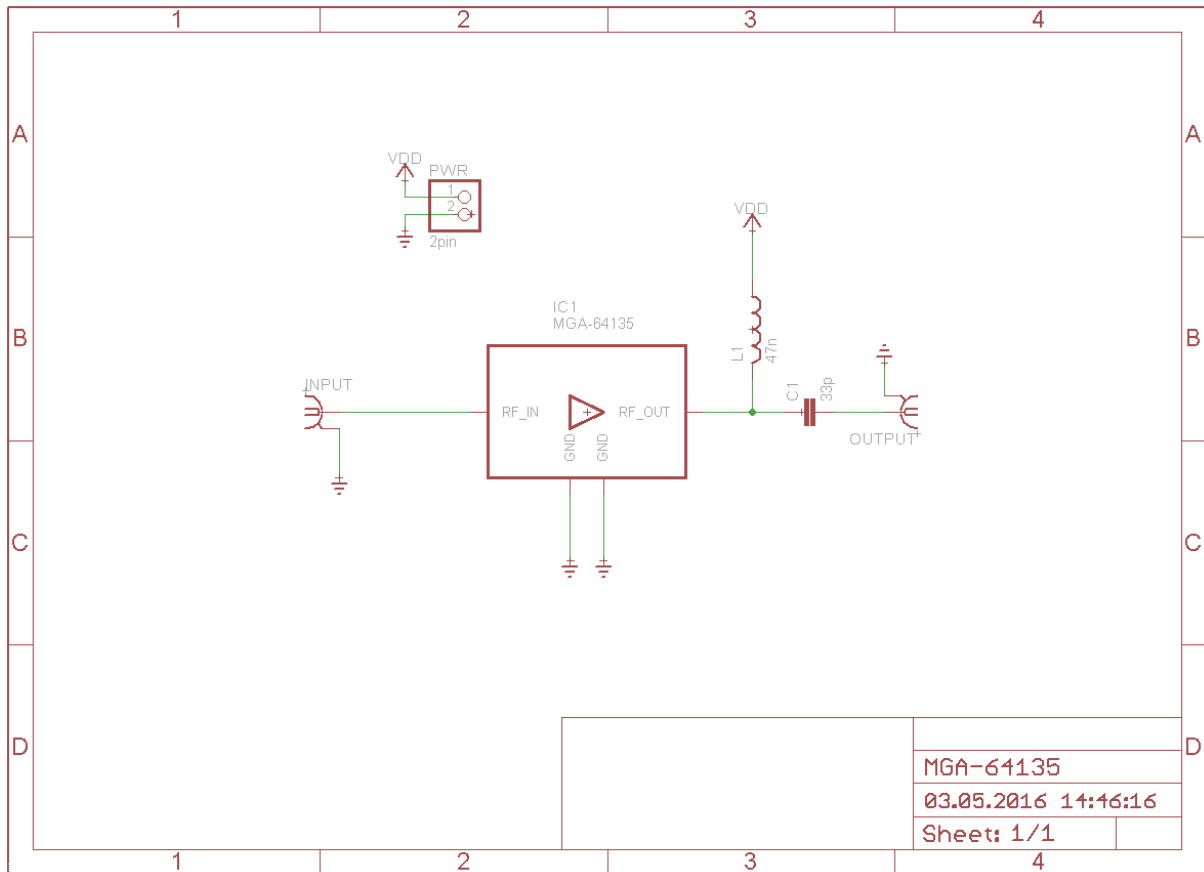 1 2 3 4
A A
VDD
PWR
1
2
2pin
VDD
IC1
MGA-64135
B B
L1
47n
INPUT
RF_IN
RF_OUT
C1
33p
GND
GND
OUTPUT
C C
D D
MGA-64135
03.05.2016 14:46:16
Sheet: 1/1
1 2 3 4